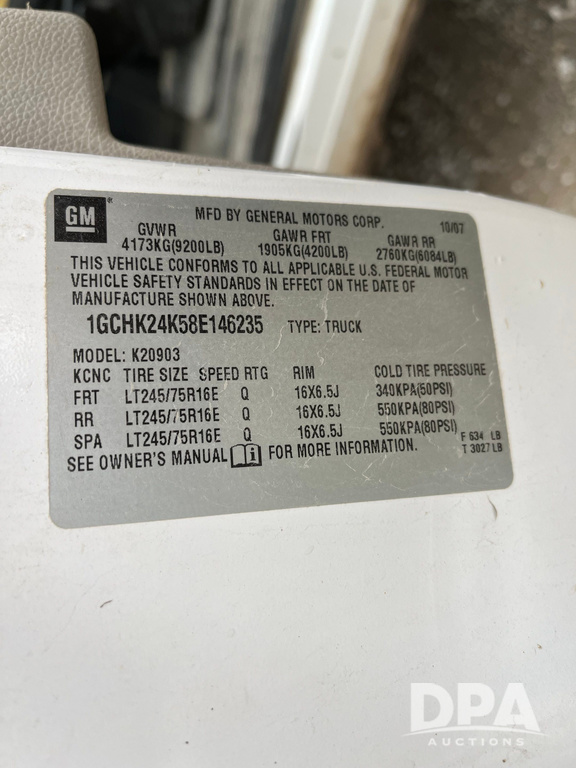 GM
MFD BY GENERAL MOTORS CORP. 10/07
GVWR GAWR FRT GAWR RR
4173KG(9200LB) 1905KG(4200LB) 2760KG(6084LB)
THIS VEHICLE CONFORMS TO ALL APPLICABLE U.S. FEDERAL MOTOR
VEHICLE SAFETY STANDARDS IN EFFECT ON THE DATE OF
MANUFACTURE SHOWN ABOVE.
1GCHK24K58E146235 TYPE: TRUCK
MODEL: K20903
KCNC TIRE SIZE SPEED RTG RIM COLD TIRE PRESSURE
FRT LT245/75R16E Q 16X6.5J 340KPA(50PSI)
RR LT245/75R16E Q 16X6.5J 550KPA(80PSI)
SPA LT245/75R16E Q 16X6.5J 550KPA(80PSI)
SEE OWNER'S MANUAL i FOR MORE INFORMATION.
F 634 LB
T 3027 LB
DPA
AUCTIONS